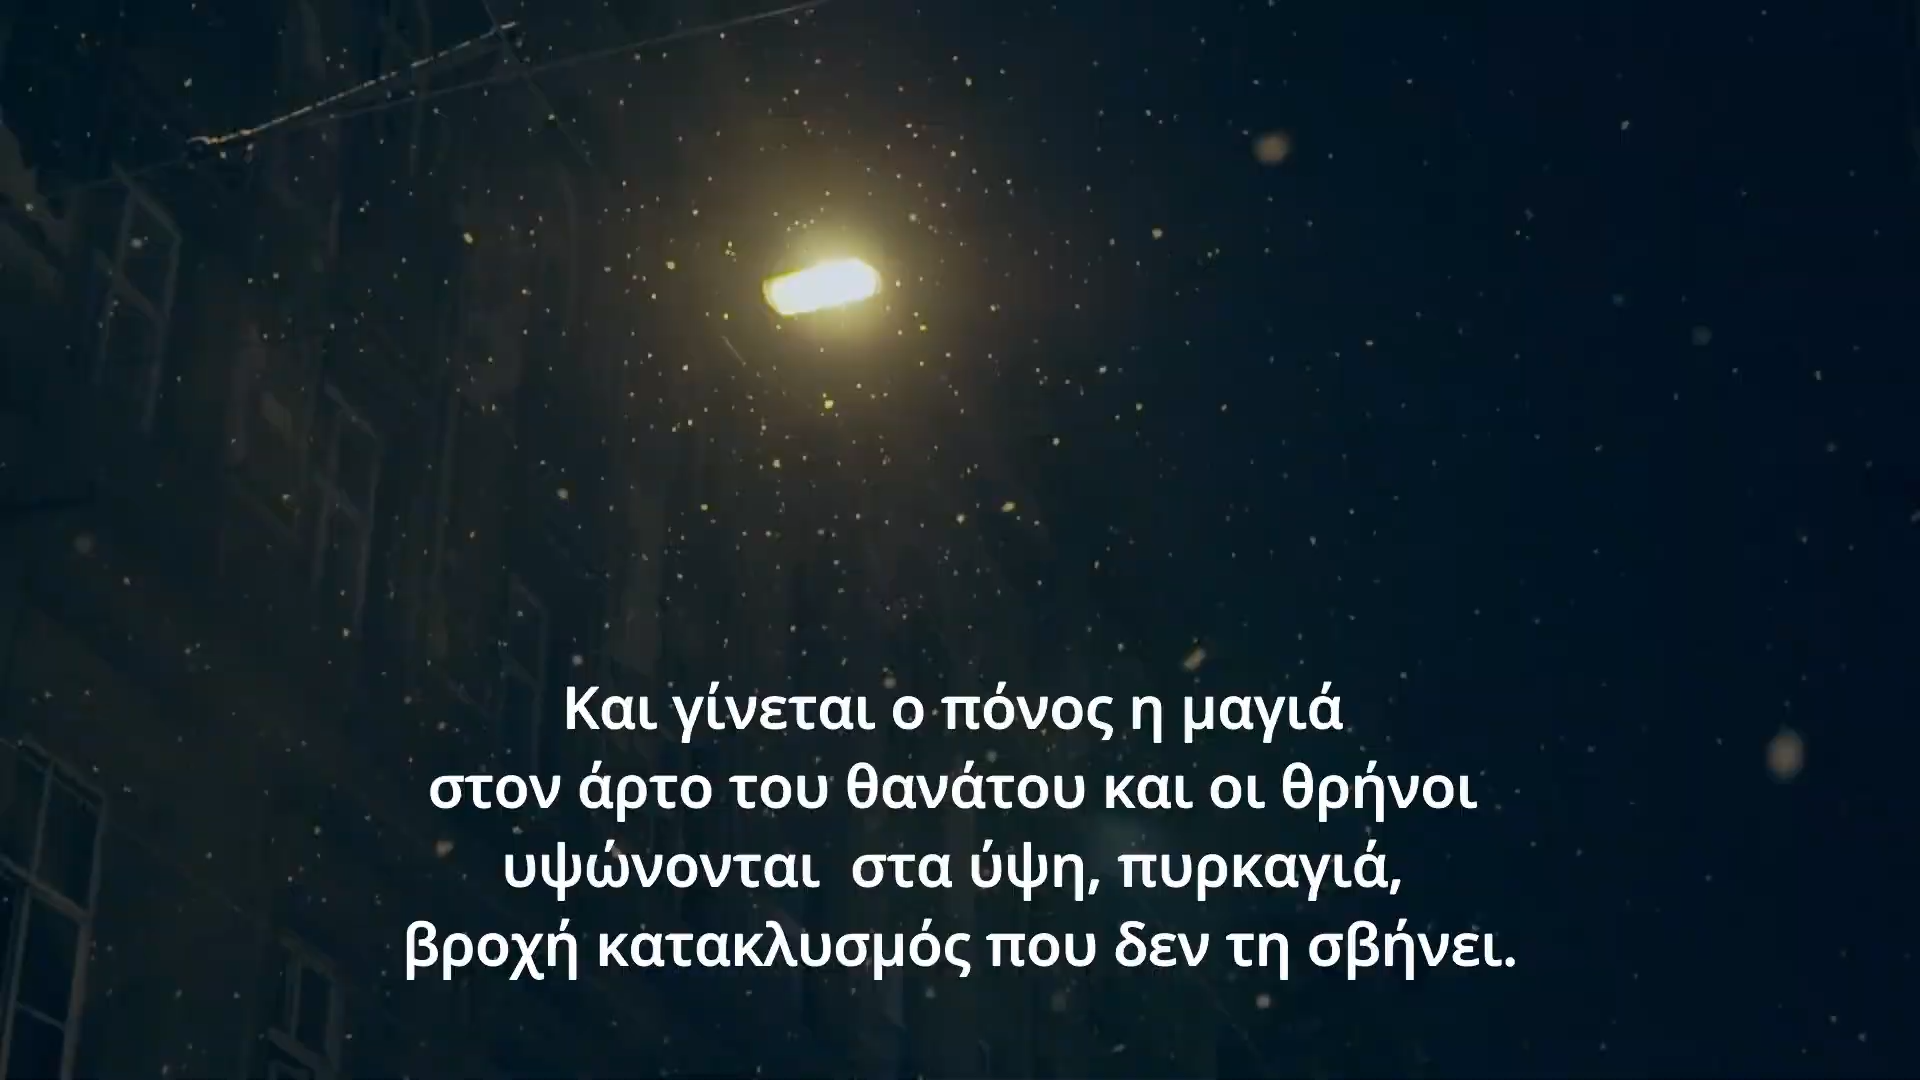 Και γίνεται ο πόνος η μαγιά
στον άρτο του θανάτου και οι θρήνοι
υψώνονται  στα ύψη, πυρκαγιά,
βροχή κατακλυσμός που δεν τη σβήνει.